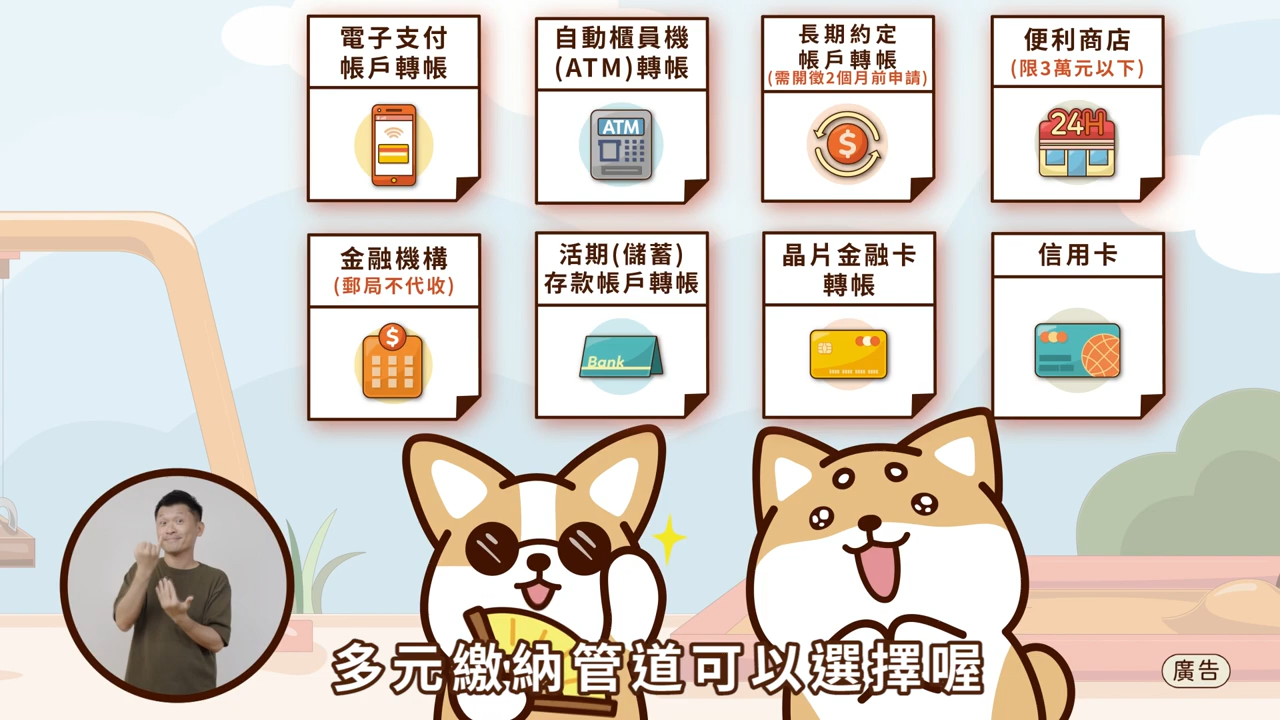 電子支付
帳戶轉帳
自動櫃員機
(ATM)轉帳
ATM
長期約定
帳戶轉帳
(需開徵2個月前申請)
$
便利商店
(限3萬元以下)
24H
金融機構
(郵局不代收)
$
活期(儲蓄)
存款帳戶轉帳
Bank
晶片金融卡
轉帳
信用卡
多元繳納管道可以選擇喔
廣告